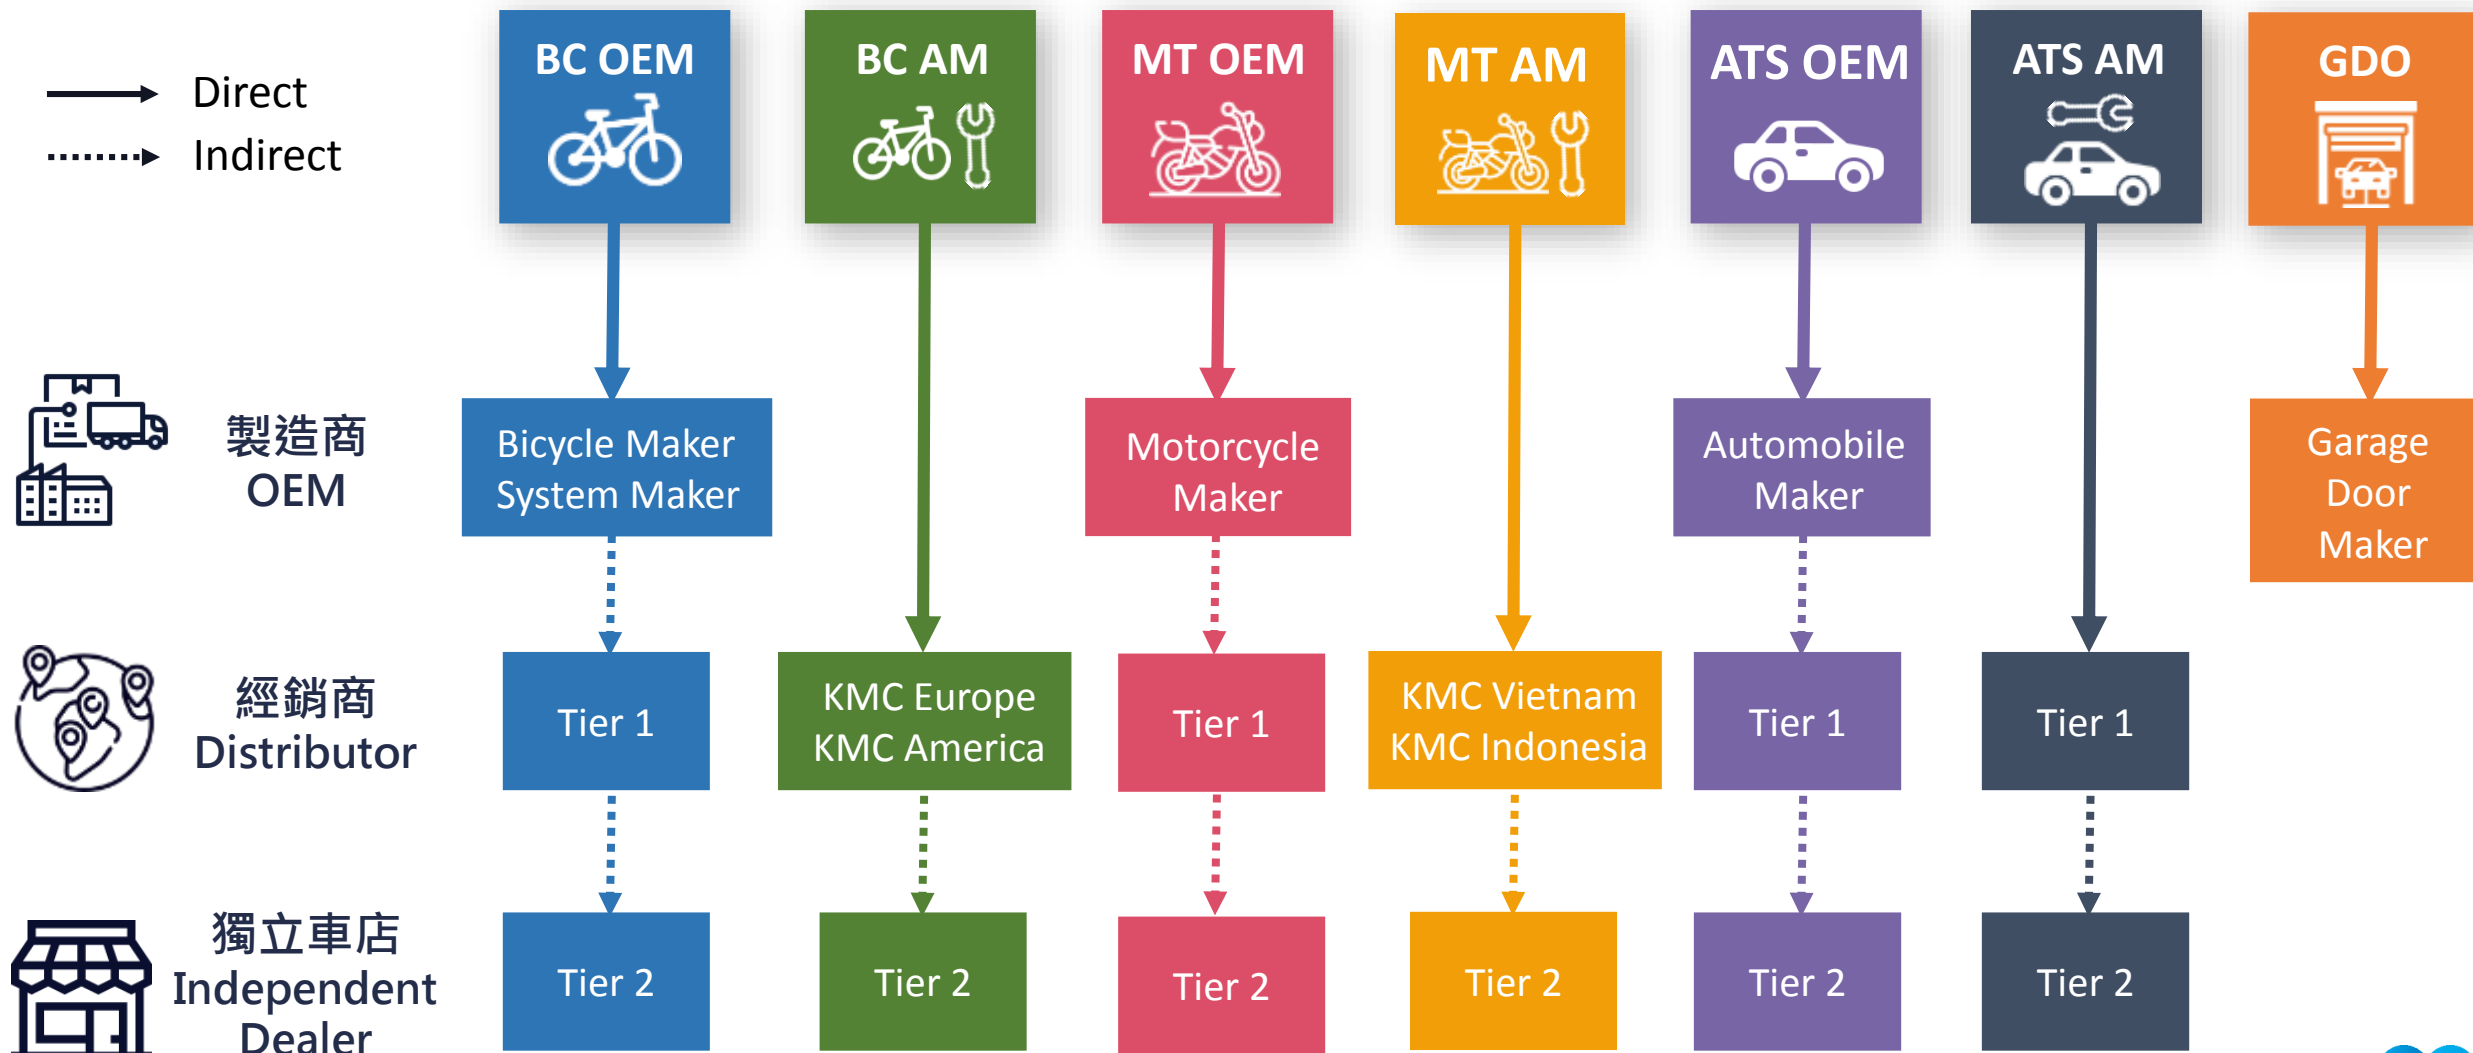 Direct
Indirect
BC OEM
BC AM
MT OEM
MT AM
ATS OEM
ATS AM
GDO
製造商
OEM
Bicycle Maker
System Maker
Motorcycle
Maker
Automobile
Maker
Garage
Door
Maker
經銷商
Distributor
Tier 1
KMC Europe
KMC America
Tier 1
KMC Vietnam
KMC Indonesia
Tier 1
Tier 1
獨立車店
Independent
Dealer
Tier 2
Tier 2
Tier 2
Tier 2
Tier 2
Tier 2